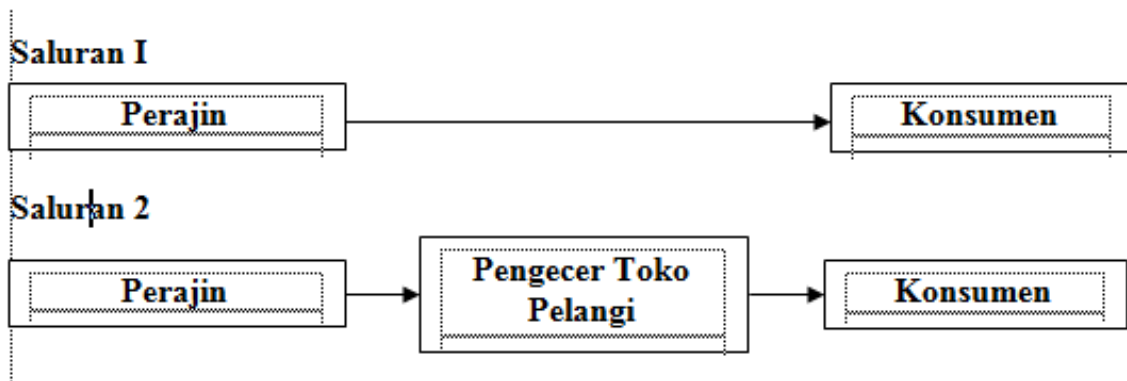 Saluran I
Perajin
Konsumen
Saluran 2
Perajin
Pengecer Toko
Pelangi
Konsumen